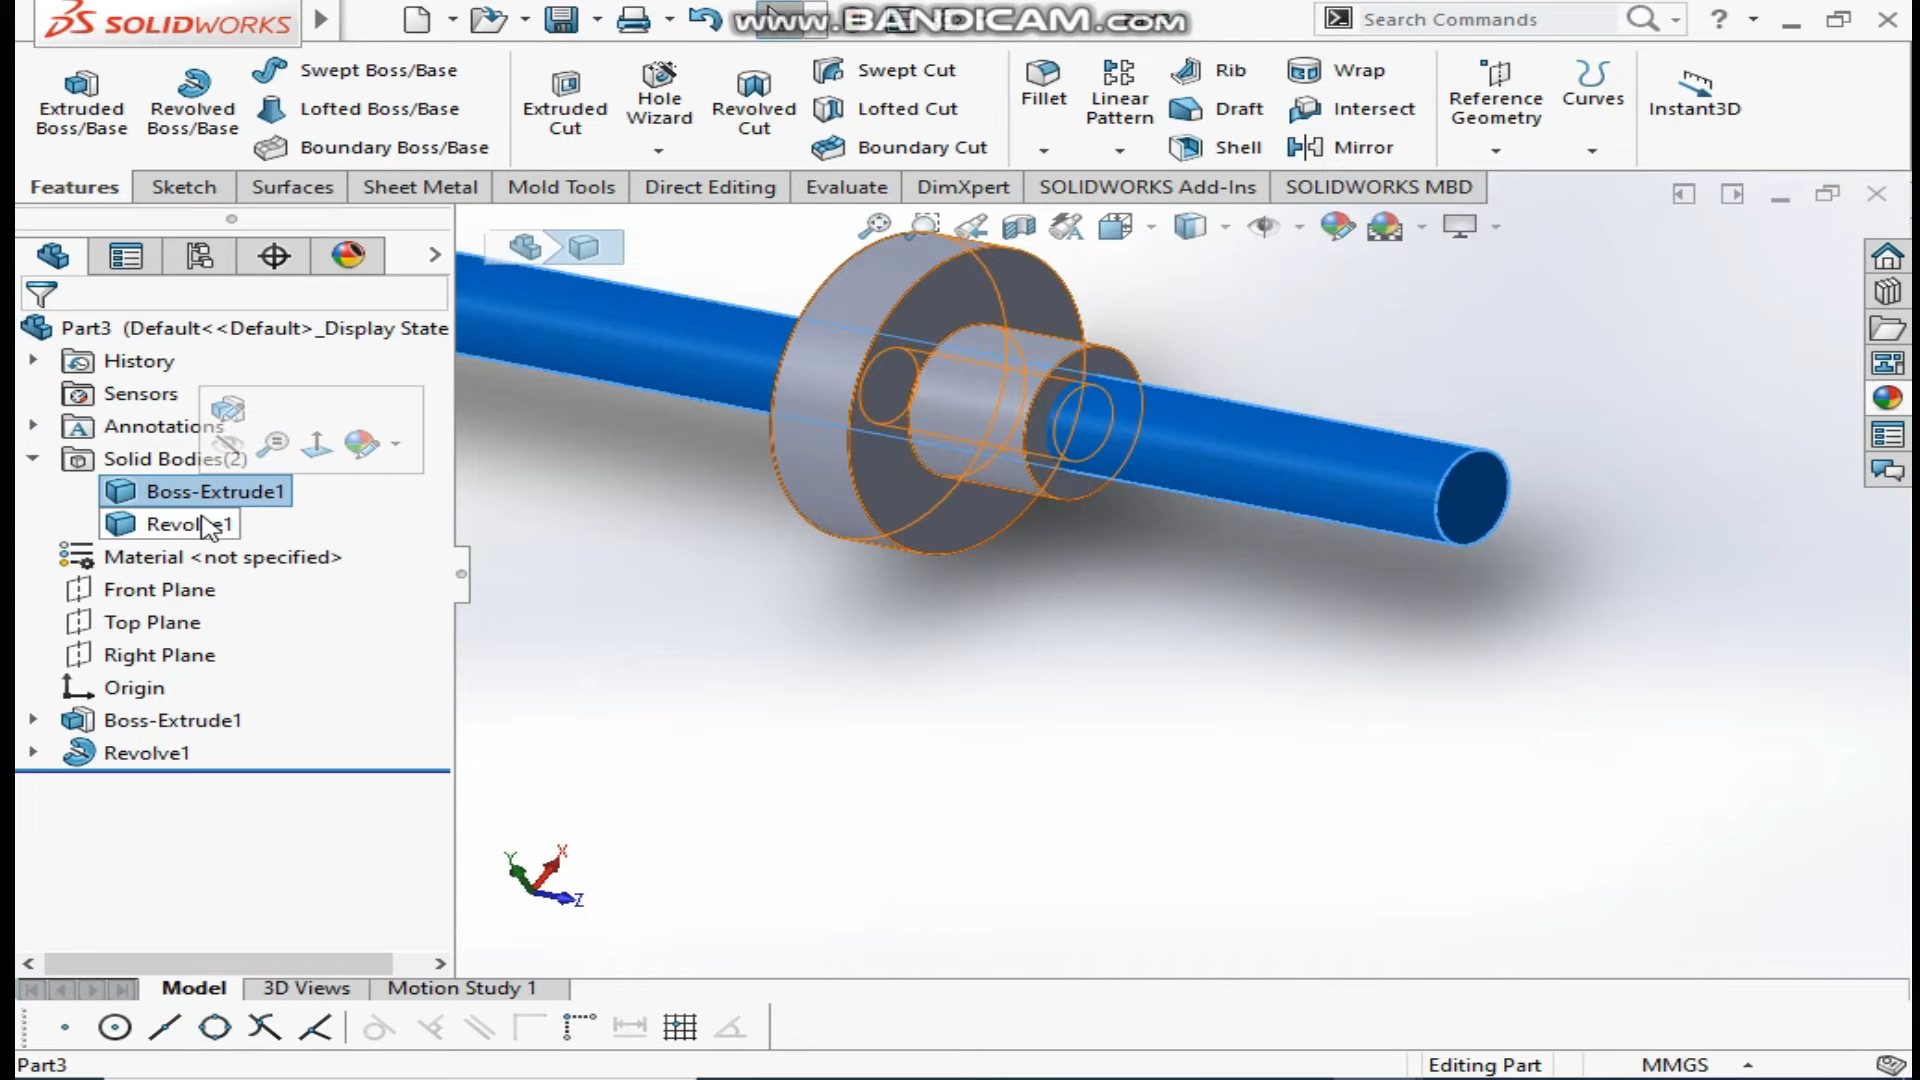 SOLIDWORKS
www.BANDICAM.com
Search Commands
?
Extruded Boss/Base
Revolved Boss/Base
Swept Boss/Base
Lofted Boss/Base
Boundary Boss/Base
Extruded Cut
Hole Wizard
Revolved Cut
Swept Cut
Lofted Cut
Boundary Cut
Fillet
Linear Pattern
Rib
Draft
Shell
Wrap
Intersect
Mirror
Reference Geometry
Curves
Instant3D
Features
Sketch
Surfaces
Sheet Metal
Mold Tools
Direct Editing
Evaluate
DimXpert
SOLIDWORKS Add-Ins
SOLIDWORKS MBD
Part3 (Default<<Default>_Display State
History
Sensors
Annotations
Solid Bodies(2)
Boss-Extrude1
Revolve1
Material <not specified>
Front Plane
Top Plane
Right Plane
Origin
Boss-Extrude1
Revolve1
Y
X
Z
Model
3D Views
Motion Study 1
Part3
Editing Part
MMGS